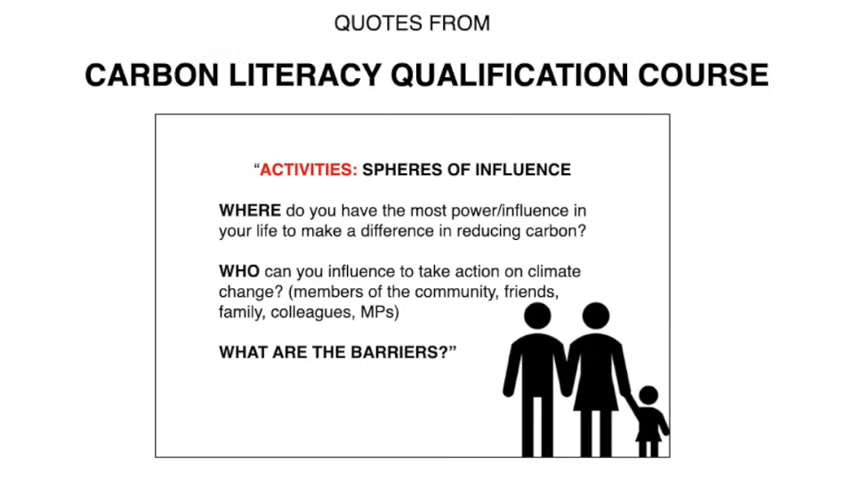 QUOTES FROM
CARBON LITERACY QUALIFICATION COURSE
“ACTIVITIES: SPHERES OF INFLUENCE
WHERE do you have the most power/influence in
your life to make a difference in reducing carbon?
WHO can you influence to take action on climate
change? (members of the community, friends,
family, colleagues, MPs)
WHAT ARE THE BARRIERS?”